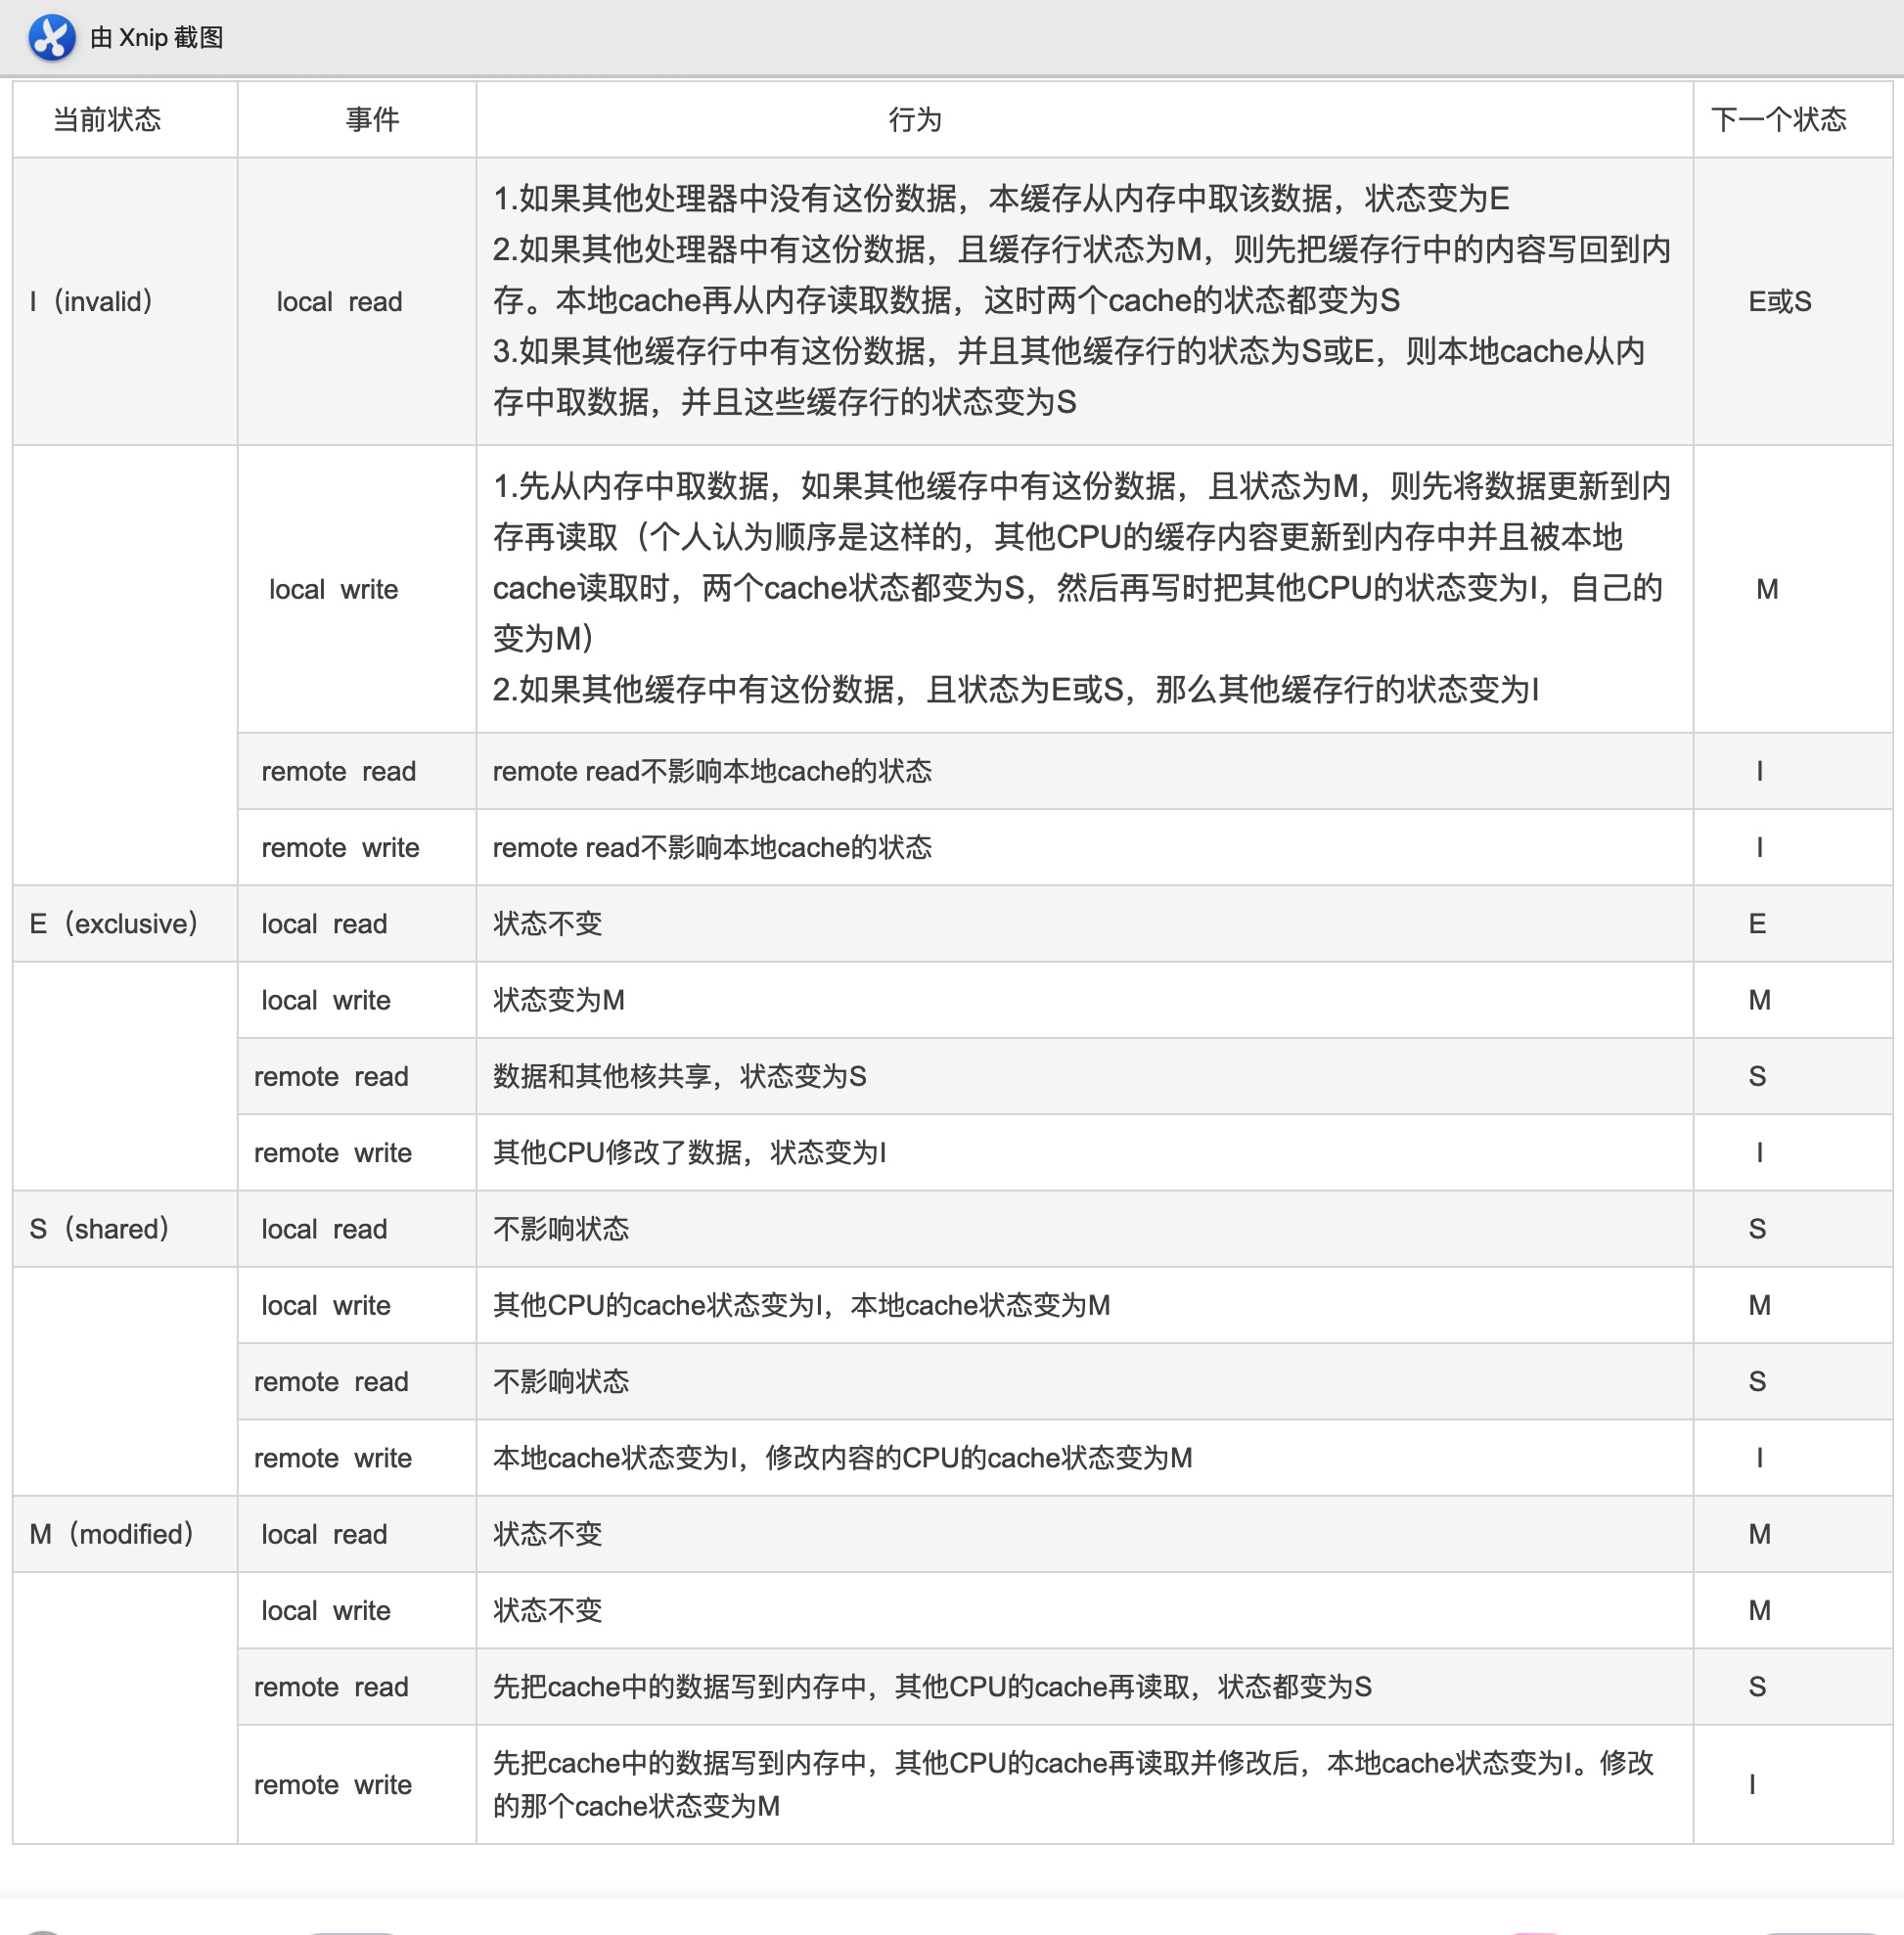 由 Xnip 截图
当前状态 事件 行为 下一个状态
1.如果其他处理器中没有这份数据，本缓存从内存中取该数据，状态变为E
2.如果其他处理器中有这份数据，且缓存行状态为M，则先把缓存行中的内容写回到内
I（invalid） local read 存。本地cache再从内存读取数据，这时两个cache的状态都变为S E或S
3.如果其他缓存行中有这份数据，并且其他缓存行的状态为S或E，则本地cache从内
存中取数据，并且这些缓存行的状态变为S
1.先从内存中取数据，如果其他缓存中有这份数据，且状态为M，则先将数据更新到内
存再读取（个人认为顺序是这样的，其他CPU的缓存内容更新到内存中并且被本地
local write cache读取时，两个cache状态都变为S，然后再写时把其他CPU的状态变为I，自己的 M
变为M）
2.如果其他缓存中有这份数据，且状态为E或S，那么其他缓存行的状态变为I
remote read remote read不影响本地cache的状态 I
remote write remote read不影响本地cache的状态 I
E（exclusive） local read 状态不变 E
local write 状态变为M M
remote read 数据和其他核共享，状态变为S S
remote write 其他CPU修改了数据，状态变为I I
S（shared） local read 不影响状态 S
local write 其他CPU的cache状态变为I，本地cache状态变为M M
remote read 不影响状态 S
remote write 本地cache状态变为I，修改内容的CPU的cache状态变为M I
M（modified） local read 状态不变 M
local write 状态不变 M
remote read 先把cache中的数据写到内存中，其他CPU的cache再读取，状态都变为S S
remote write 先把cache中的数据写到内存中，其他CPU的cache再读取并修改后，本地cache状态变为I。修改 I
的那个cache状态变为M